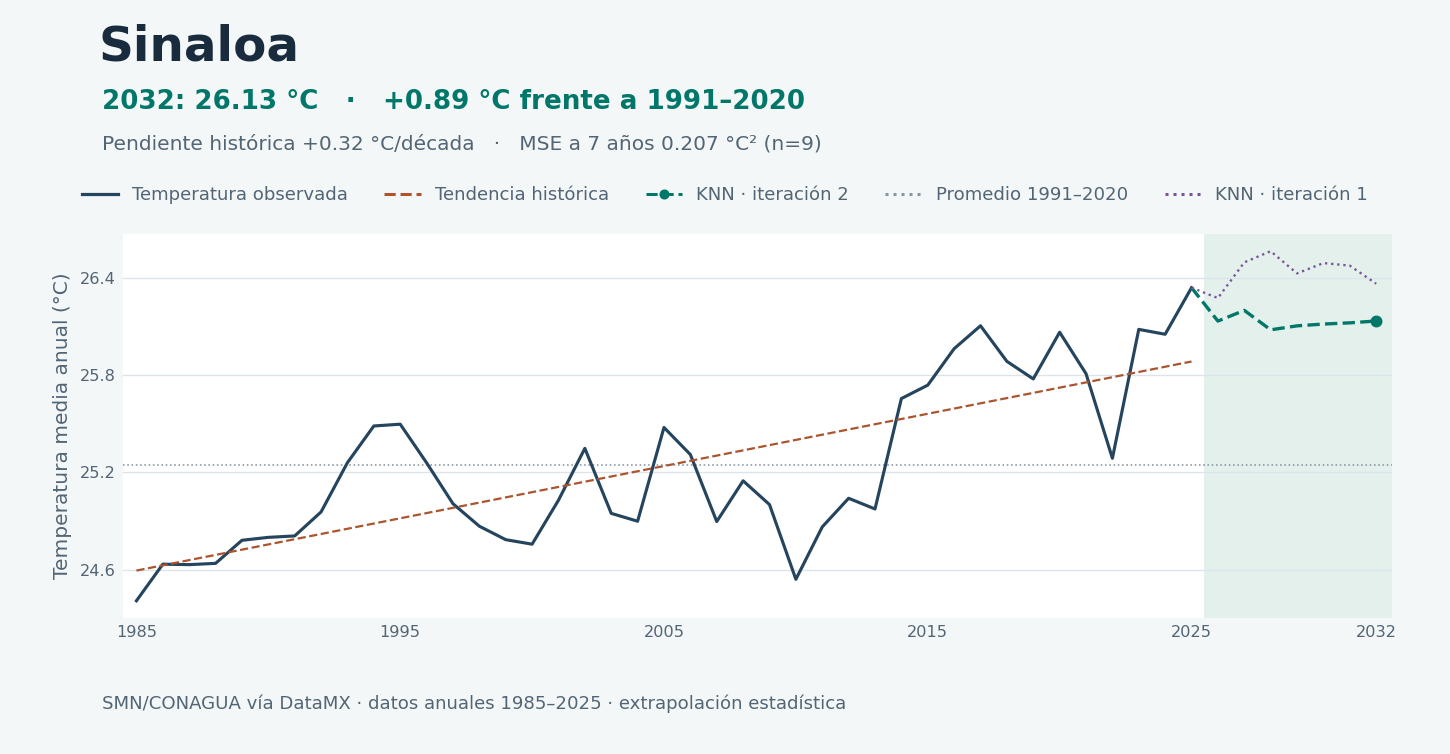 Sinaloa
2032: 26.13 °C · +0.89 °C frente a 1991–2020
Pendiente histórica +0.32 °C/década · MSE a 7 años 0.207 °C² (n=9)
Temperatura observada Tendencia histórica KNN · iteración 2 Promedio 1991–2020 KNN · iteración 1
Temperatura media anual (°C)
26.4
25.8
25.2
24.6
1985 1995 2005 2015 2025 2032
SMN/CONAGUA vía DataMX · datos anuales 1985–2025 · extrapolación estadística